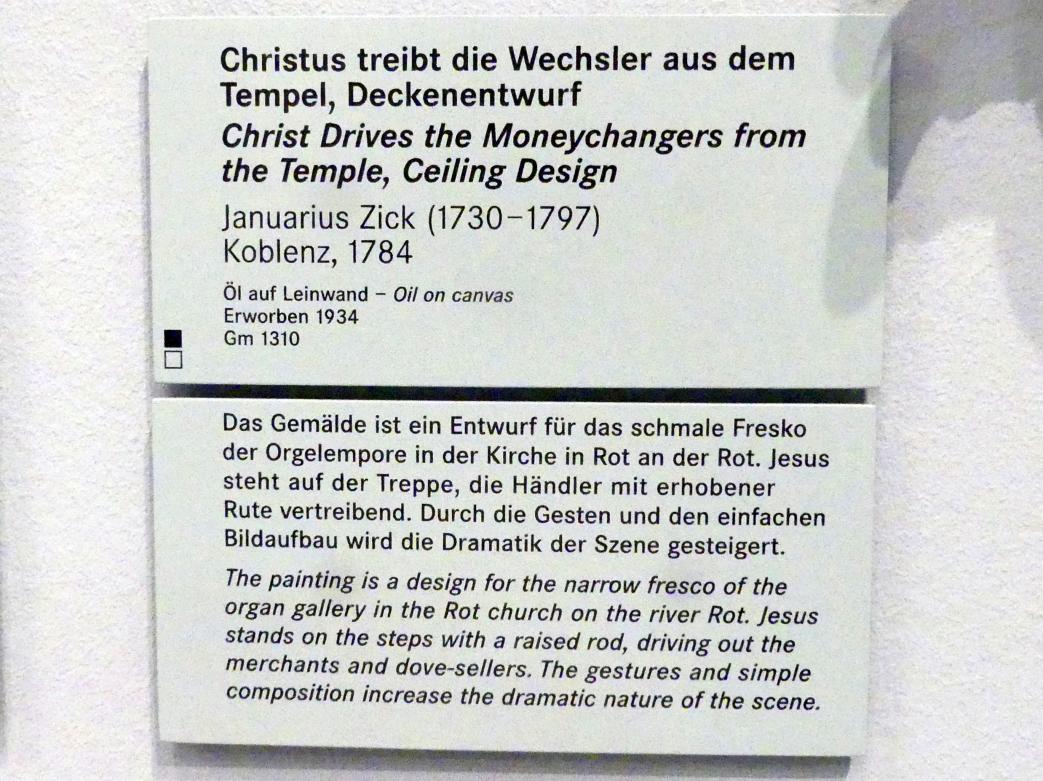 Christus treibt die Wechsler aus dem
Tempel, Deckenentwurf
Christ Drives the Moneychangers from
the Temple, Ceiling Design
Januarius Zick (1730–1797)
Koblenz, 1784
Öl auf Leinwand – Oil on canvas
Erworben 1934
Gm 1310
Das Gemälde ist ein Entwurf für das schmale Fresko
der Orgelempore in der Kirche in Rot an der Rot. Jesus
steht auf der Treppe, die Händler mit erhobener
Rute vertreibend. Durch die Gesten und den einfachen
Bildaufbau wird die Dramatik der Szene gesteigert.
The painting is a design for the narrow fresco of the
organ gallery in the Rot church on the river Rot. Jesus
stands on the steps with a raised rod, driving out the
merchants and dove-sellers. The gestures and simple
composition increase the dramatic nature of the scene.